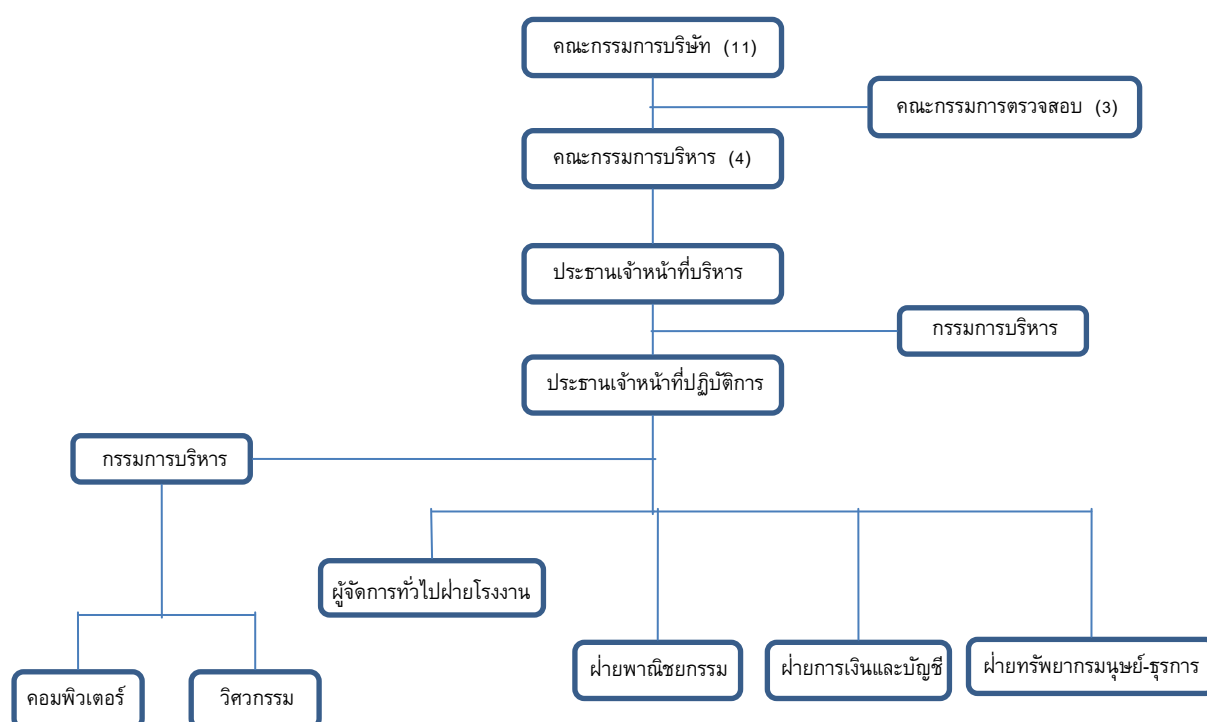 คณะกรรมการบริษัท (11)
คณะกรรมการตรวจสอบ (3)
คณะกรรมการบริหาร (4)
ประธานเจ้าหน้าที่บริหาร
กรรมการบริหาร
ประธานเจ้าหน้าที่ปฏิบัติการ
กรรมการบริหาร
ผู้จัดการทั่วไปฝ่ายโรงงาน
ฝ่ายพาณิชยกรรม
ฝ่ายการเงินและบัญชี
ฝ่ายทรัพยากรมนุษย์-ธุรการ
คอมพิวเตอร์
วิศวกรรม